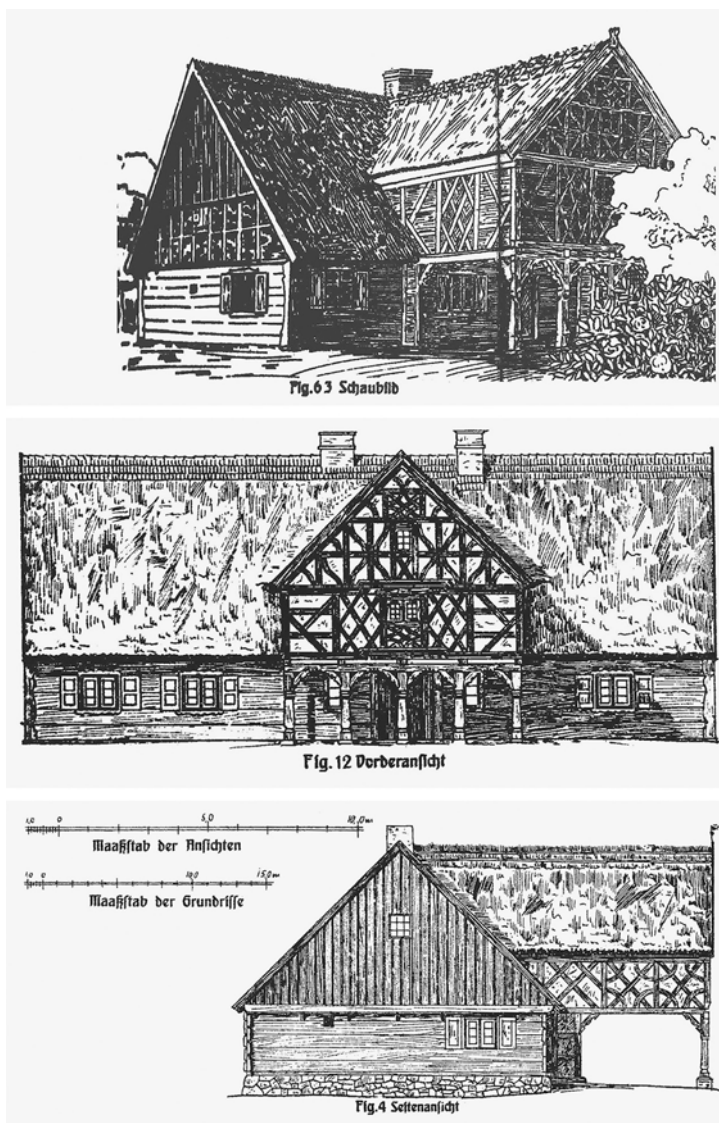 Fig.63 Schaubild
Fig.12 Vorderansicht
1,0 0 5,0 10,0 m
Maaßstab der Ansichten
1,0 0 10,0 15,0 m
Maaßstab der Grundrisse
Fig.4 Seitenansicht